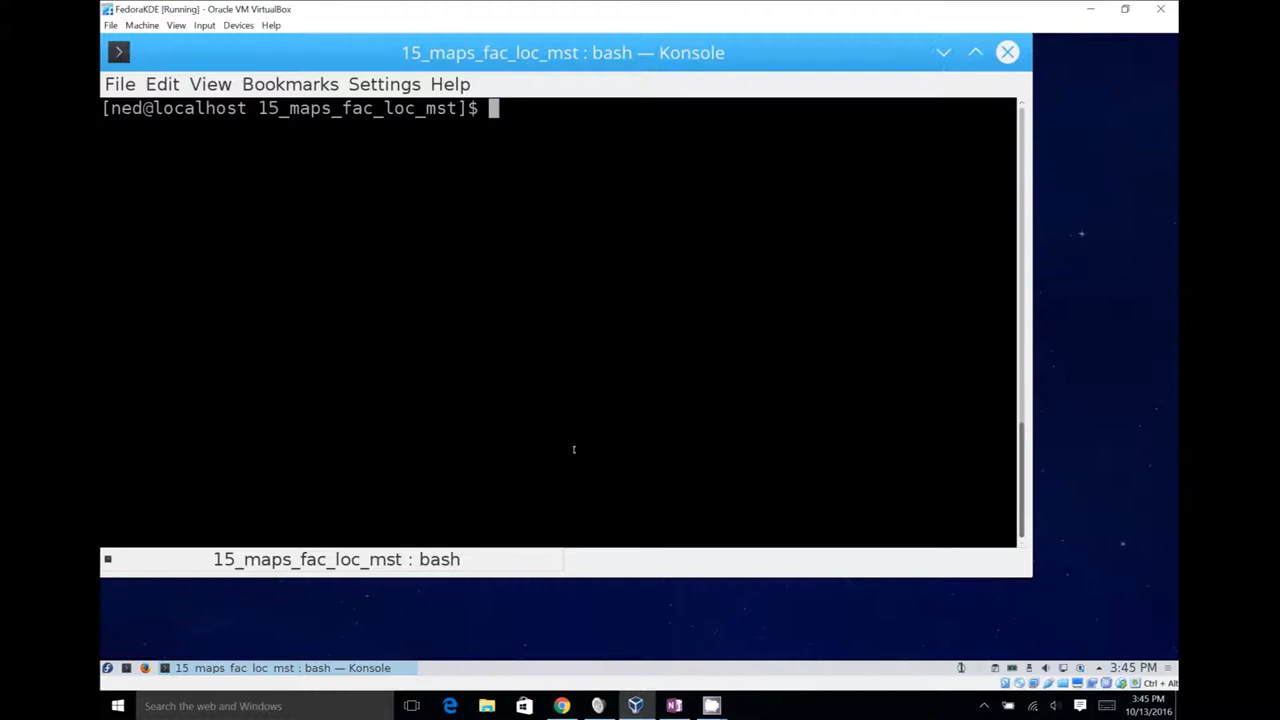 FedoraKDE [Running] - Oracle VM VirtualBox
File Machine View Input Devices Help
15_maps_fac_loc_mst : bash — Konsole
File Edit View Bookmarks Settings Help
[ned@localhost 15_maps_fac_loc_mst]$
15_maps_fac_loc_mst : bash
15_maps_fac_loc_mst : bash — Konsole
3:45 PM
Ctrl + Alt
Search the web and Windows
3:45 PM
10/13/2016